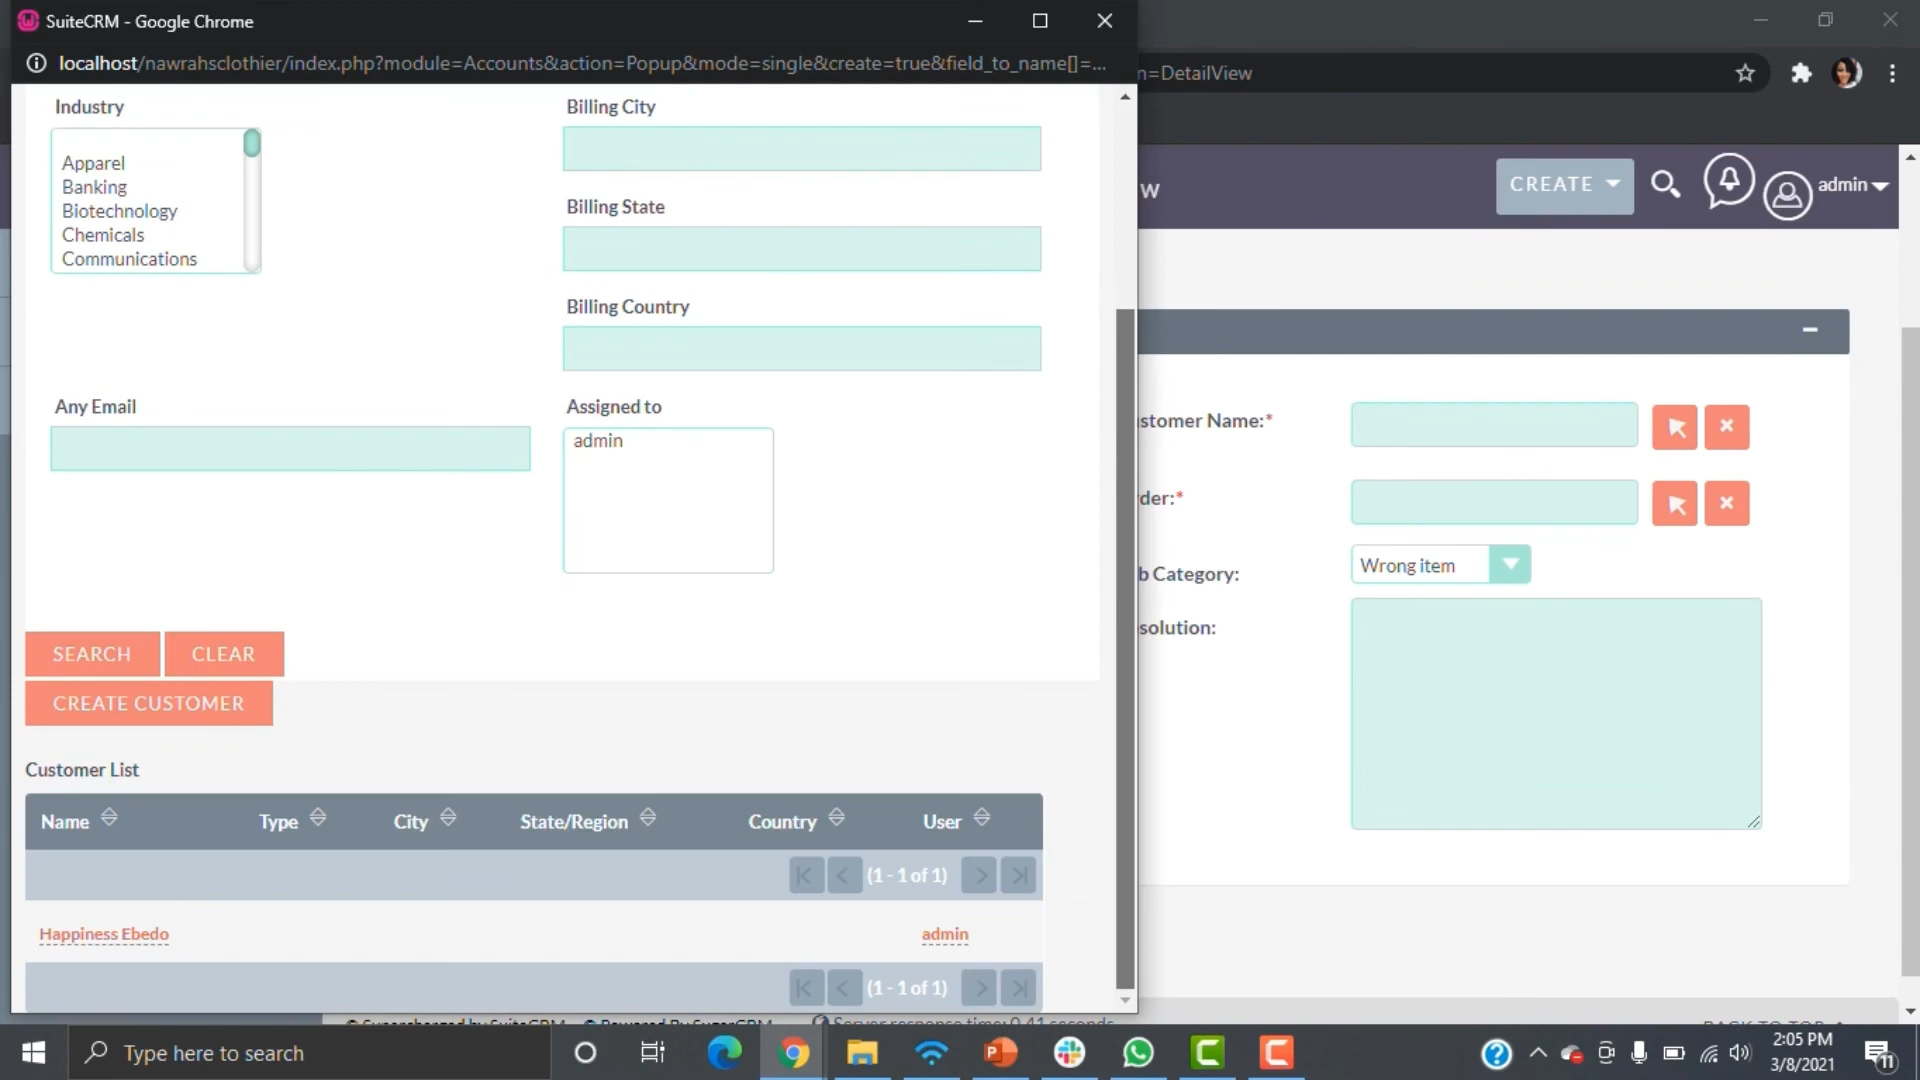 SuiteCRM - Google Chrome
localhost/nawrahsclothier/index.php?module=Accounts&action=Popup&mode=single&create=true&field_to_name[]=...
n=DetailView
Industry
Apparel
Banking
Biotechnology
Chemicals
Communications
Billing City
Billing State
Billing Country
Any Email
Assigned to
admin
SEARCH
CLEAR
CREATE CUSTOMER
Customer List
Name
Type
City
State/Region
Country
User
(1 - 1 of 1)
Happiness Ebedo
admin
(1 - 1 of 1)
W
CREATE
admin
stomer Name:*
der:*
b Category:
Wrong item
solution:
Type here to search
2:05 PM
3/8/2021
11